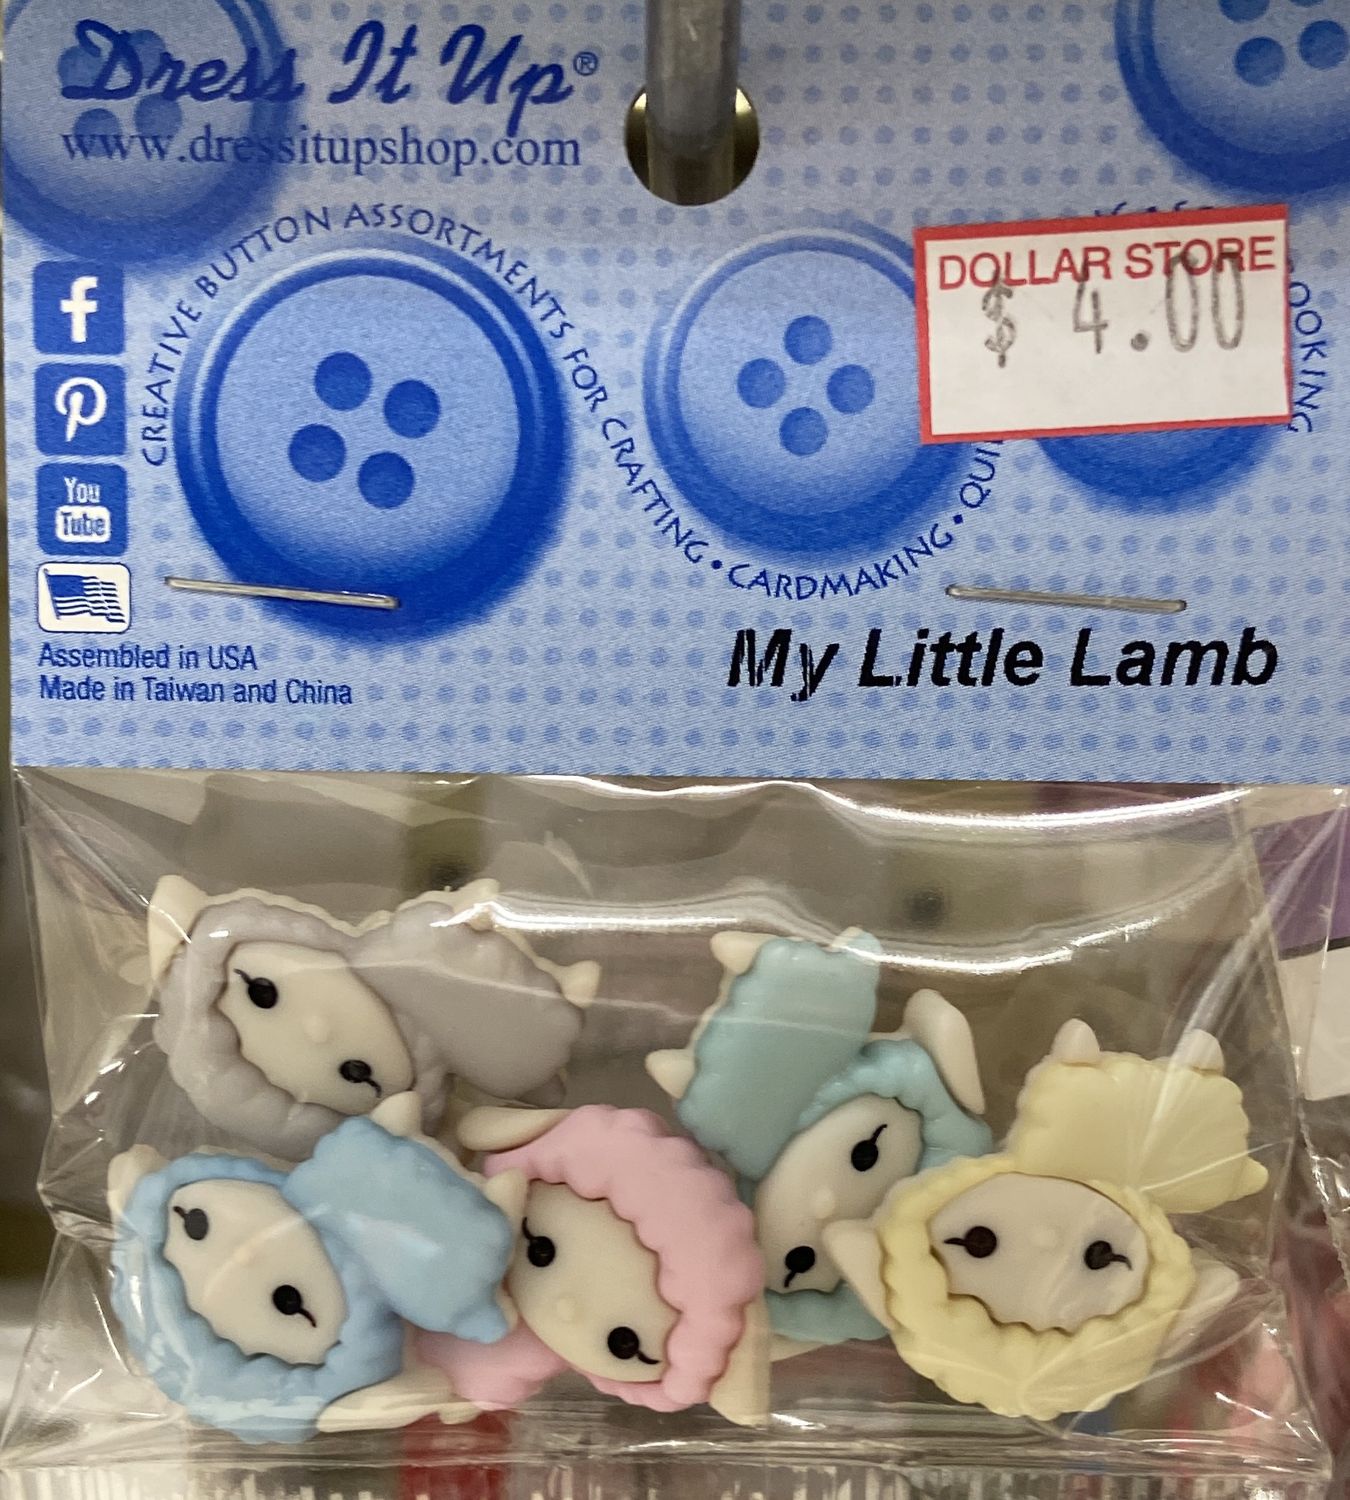 Dress It Up®
www.dressitupshop.com
CREATIVE BUTTON ASSORTMENTS FOR CRAFTING • CARDMAKING •
DOLLAR STORE
$ 4.00
f
You
Tube
Assembled in USA
Made in Taiwan and China
My Little Lamb